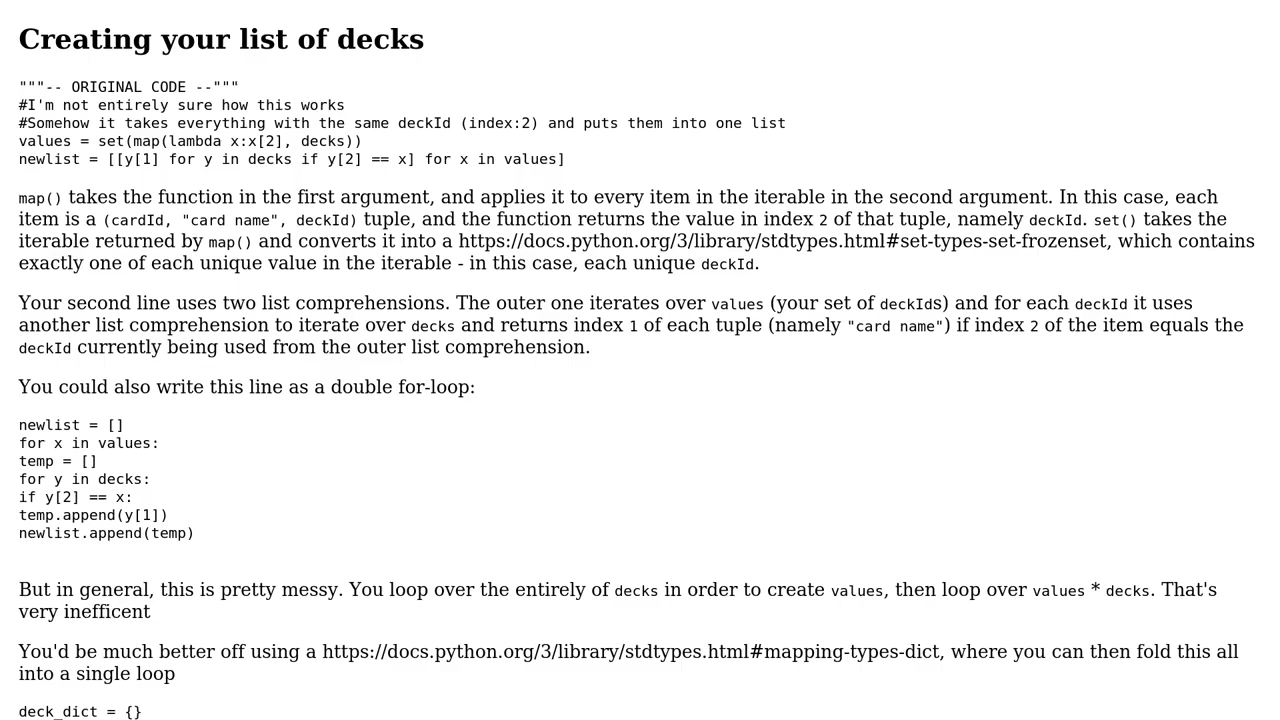 Creating your list of decks
"""-- ORIGINAL CODE --"""
#I'm not entirely sure how this works
#Somehow it takes everything with the same deckId (index:2) and puts them into one list
values = set(map(lambda x:x[2], decks))
newlist = [[y[1] for y in decks if y[2] == x] for x in values]
map() takes the function in the first argument, and applies it to every item in the iterable in the second argument. In this case, each
item is a (cardId, "card name", deckId) tuple, and the function returns the value in index 2 of that tuple, namely deckId. set() takes the
iterable returned by map() and converts it into a https://docs.python.org/3/library/stdtypes.html#set-types-set-frozenset, which contains
exactly one of each unique value in the iterable - in this case, each unique deckId.
Your second line uses two list comprehensions. The outer one iterates over values (your set of deckIds) and for each deckId it uses
another list comprehension to iterate over decks and returns index 1 of each tuple (namely "card name") if index 2 of the item equals the
deckId currently being used from the outer list comprehension.
You could also write this line as a double for-loop:
newlist = []
for x in values:
temp = []
for y in decks:
if y[2] == x:
temp.append(y[1])
newlist.append(temp)
But in general, this is pretty messy. You loop over the entirely of decks in order to create values, then loop over values * decks. That's
very inefficent
You'd be much better off using a https://docs.python.org/3/library/stdtypes.html#mapping-types-dict, where you can then fold this all
into a single loop
deck_dict = {}